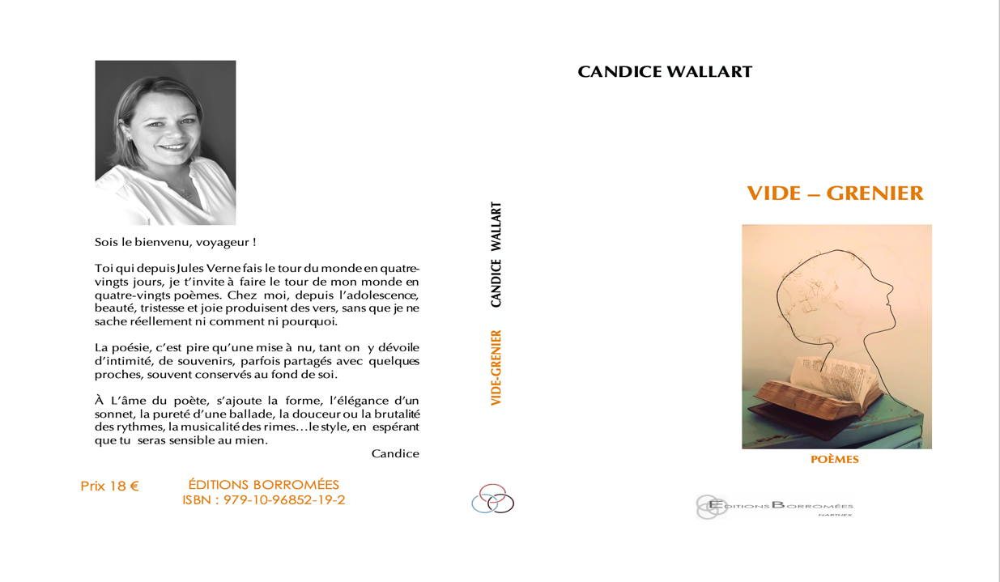 Sois le bienvenu, voyageur !
Toi qui depuis Jules Verne fais le tour du monde en quatre-
vingts jours, je t'invite à faire le tour de mon monde en
quatre-vingts poèmes. Chez moi, depuis l'adolescence,
beauté, tristesse et joie produisent des vers, sans que je ne
sache réellement ni comment ni pourquoi.
La poésie, c'est pire qu'une mise à nu, tant on y dévoile
d'intimité, de souvenirs, parfois partagés avec quelques
proches, souvent conservés au fond de soi.
À L'âme du poète, s'ajoute la forme, l'élégance d'un
sonnet, la pureté d'une ballade, la douceur ou la brutalité
des rythmes, la musicalité des rimes…le style, en espérant
que tu seras sensible au mien.
Candice
Prix 18 €
ÉDITIONS BORROMÉES
ISBN : 979-10-96852-19-2
VIDE-GRENIER CANDICE WALLART
CANDICE WALLART
VIDE – GRENIER
POÈMES
EDITIONS BORROMÉES
NARTHEX